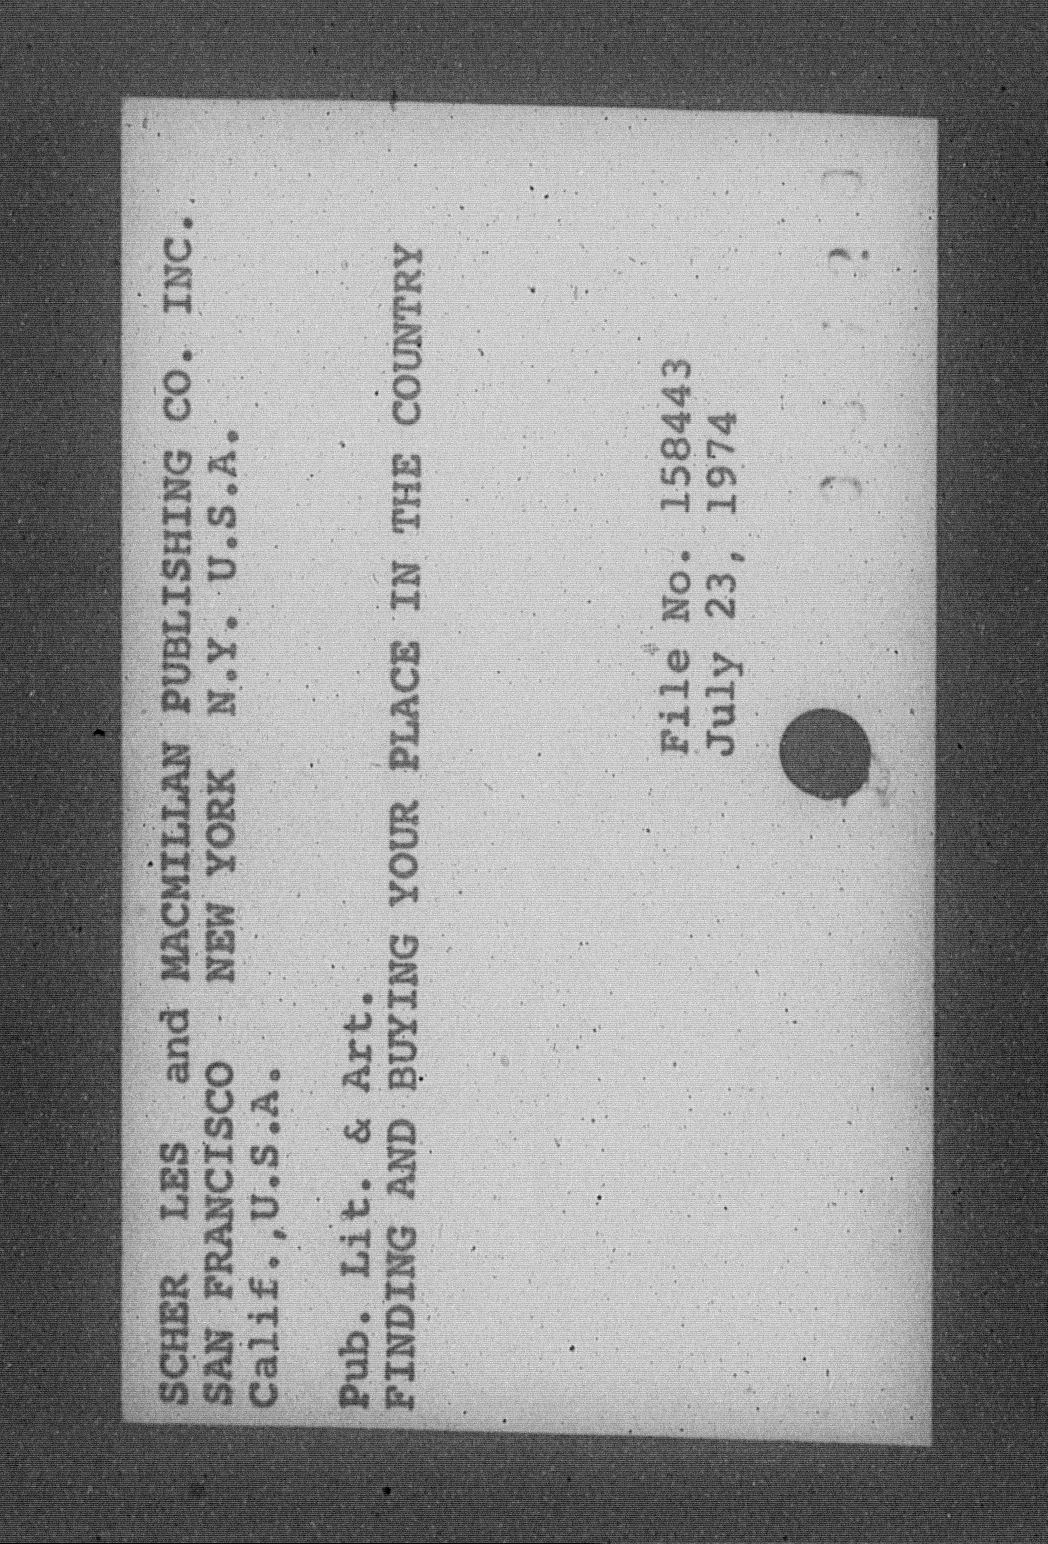 SCHER LES and MACMILLAN PUBLISHING CO. INC.
SAN FRANCISCO NEW YORK N.Y. U.S.A.
Calif.,U.S.A.
Pub. Lit. & Art.
FINDING AND BUYING YOUR PLACE IN THE COUNTRY
File No. 158443
July 23, 1974